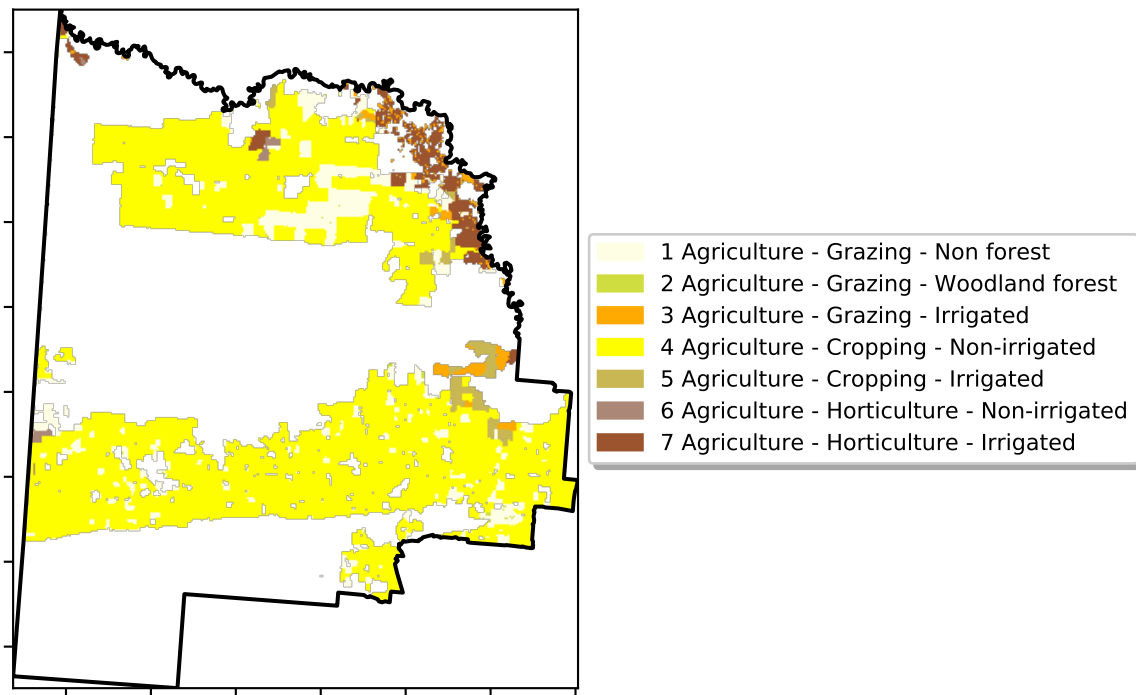 1 Agriculture - Grazing - Non forest
2 Agriculture - Grazing - Woodland forest
3 Agriculture - Grazing - Irrigated
4 Agriculture - Cropping - Non-irrigated
5 Agriculture - Cropping - Irrigated
6 Agriculture - Horticulture - Non-irrigated
7 Agriculture - Horticulture - Irrigated